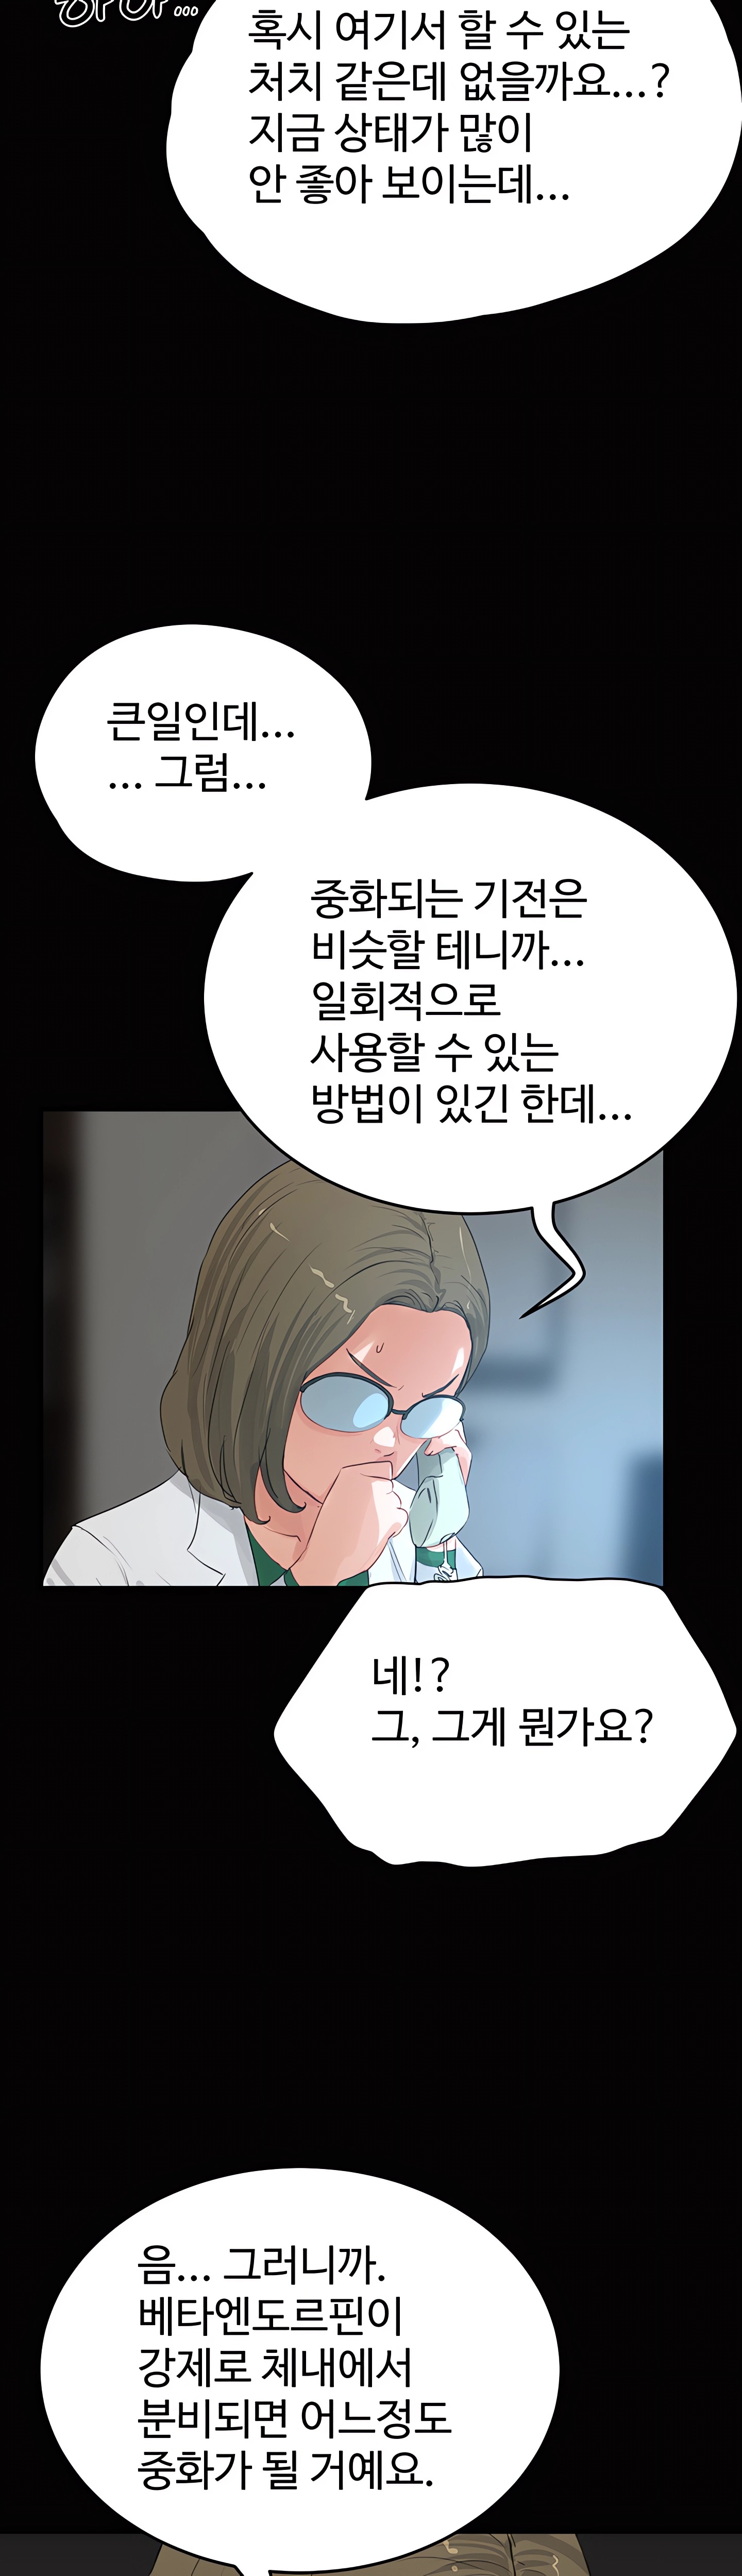 혹시 여기서 할 수 있는
처치 같은데 없을까요...?
지금 상태가 많이
안 좋아 보이는데...
큰일인데...
... 그럼...
중화되는 기전은
비슷할 테니까...
일회적으로
사용할 수 있는
방법이 있긴 한데...
네!?
그, 그게 뭔가요?
음... 그러니까.
베타엔도르핀이
강제로 체내에서
분비되면 어느정도
중화가 될 거예요.